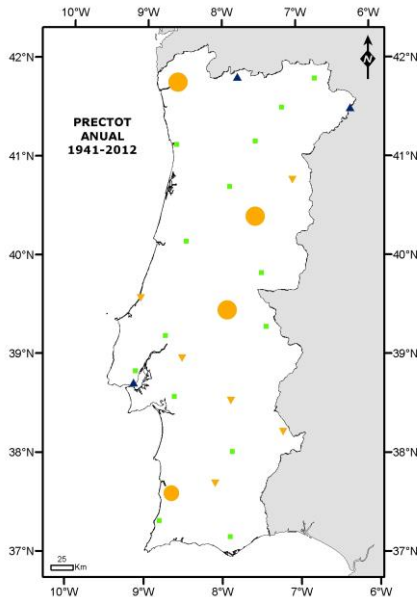 10°W 9°W 8°W 7°W 6°W
42°N 42°N
PRECTOT
ANUAL
1941-2012
N
41°N 41°N
40°N 40°N
39°N 39°N
38°N 38°N
25
Km
37°N 37°N
10°W 9°W 8°W 7°W 6°W